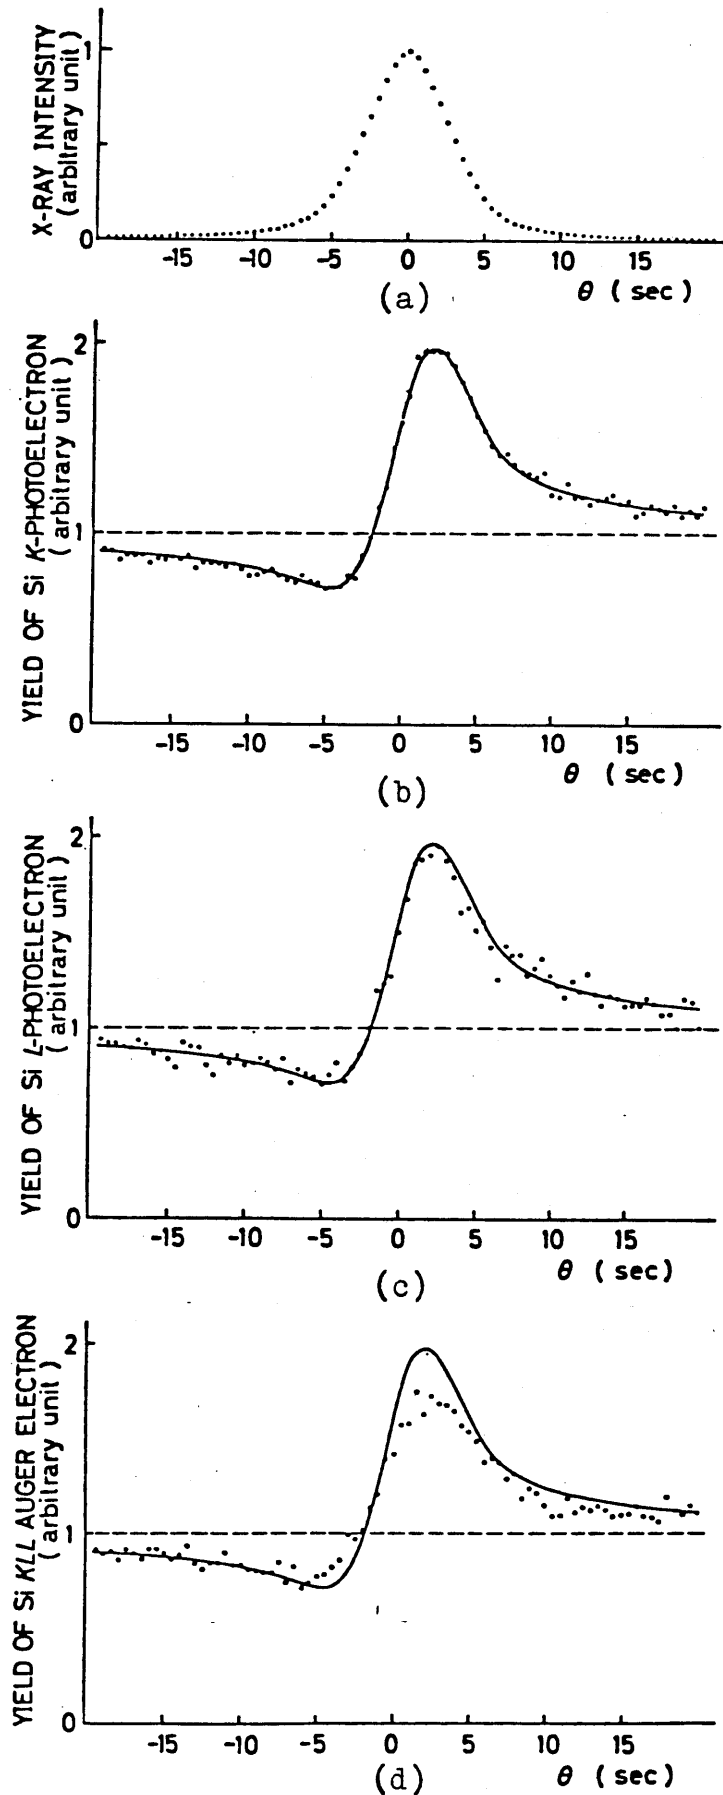 X-RAY INTENSITY
(arbitrary unit)
1
0
-15 -10 -5 0 5 10 15
θ (sec)
(a)
YIELD OF Si K-PHOTOELECTRON
(arbitrary unit)
2
1
0
-15 -10 -5 0 5 10 15
θ (sec)
(b)
YIELD OF Si L-PHOTOELECTRON
(arbitrary unit)
2
1
0
-15 -10 -5 0 5 10 15
θ (sec)
(c)
YIELD OF Si KLL AUGER ELECTRON
(arbitrary unit)
2
1
0
-15 -10 -5 0 5 10 15
θ (sec)
(d)